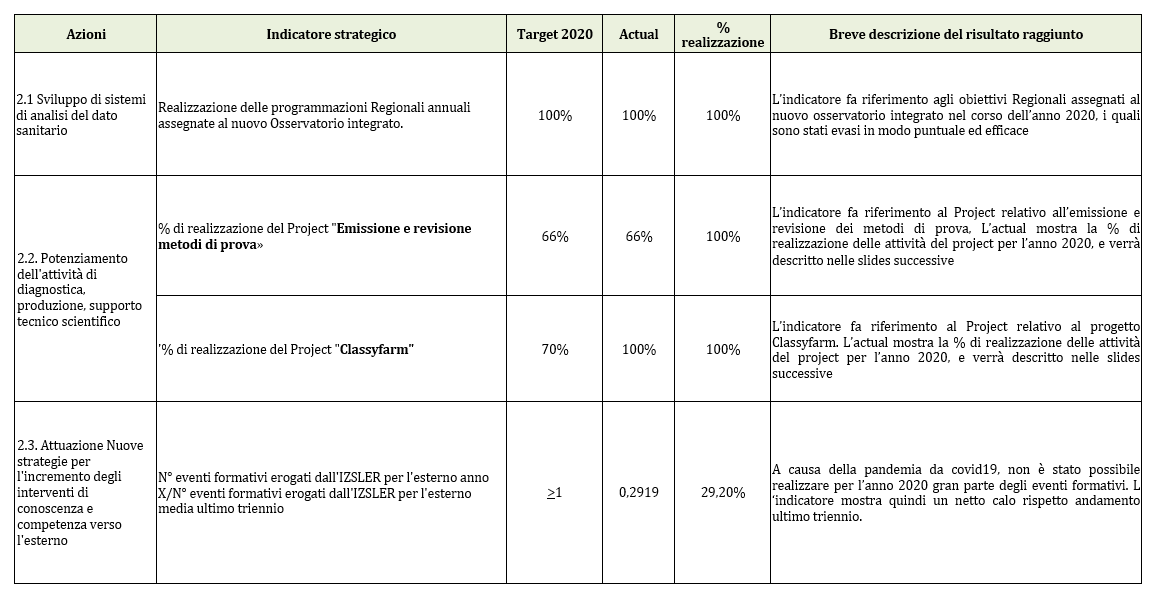 Azioni
Indicatore strategico
Target 2020
Actual
%
realizzazione
Breve descrizione del risultato raggiunto
2.1 Sviluppo di sistemi
di analisi del dato
sanitario
Realizzazione delle programmazioni Regionali annuali
assegnate al nuovo Osservatorio integrato.
100%
100%
100%
L'indicatore fa riferimento agli obiettivi Regionali assegnati al
nuovo osservatorio integrato nel corso dell'anno 2020, i quali
sono stati evasi in modo puntuale ed efficace
2.2. Potenziamento
dell'attività di
diagnostica,
produzione, supporto
tecnico scientifico
% di realizzazione del Project "Emissione e revisione
metodi di prova»
66%
66%
100%
L'indicatore fa riferimento al Project relativo all'emissione e
revisione dei metodi di prova, L'actual mostra la % di
realizzazione delle attività del project per l'anno 2020, e verrà
descritto nelle slides successive
'% di realizzazione del Project "Classyfarm"
70%
100%
100%
L'indicatore fa riferimento al Project relativo al progetto
Classyfarm. L'actual mostra la % di realizzazione delle attività
del project per l'anno 2020, e verrà descritto nelle slides
successive
2.3. Attuazione Nuove
strategie per
l'incremento degli
interventi di
conoscenza e
competenza verso
l'esterno
N° eventi formativi erogati dall'IZSLER per l'esterno anno
X/N° eventi formativi erogati dall'IZSLER per l'esterno
media ultimo triennio
≥1
0,2919
29,20%
A causa della pandemia da covid19, non è stato possibile
realizzare per l'anno 2020 gran parte degli eventi formativi. L
'indicatore mostra quindi un netto calo rispetto andamento
ultimo triennio.